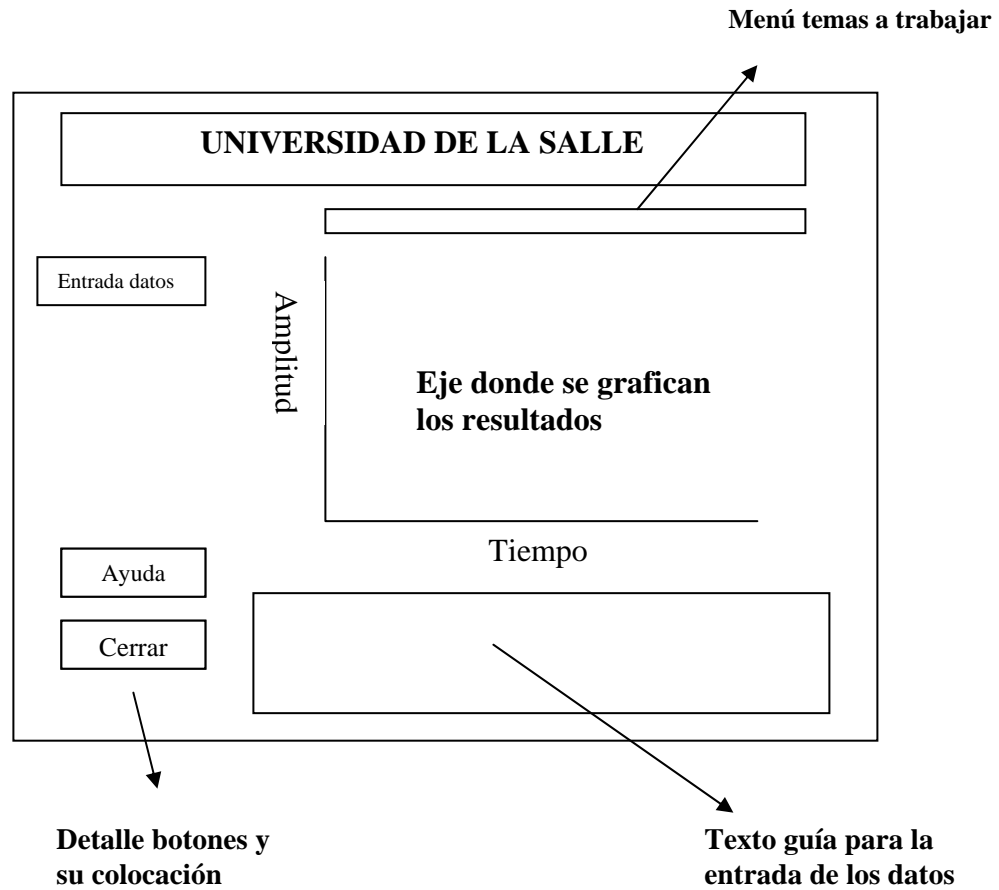 Menú temas a trabajar
UNIVERSIDAD DE LA SALLE
Entrada datos
Amplitud
Eje donde se grafican
los resultados
Tiempo
Ayuda
Cerrar
Detalle botones y
su colocación
Texto guía para la
entrada de los datos